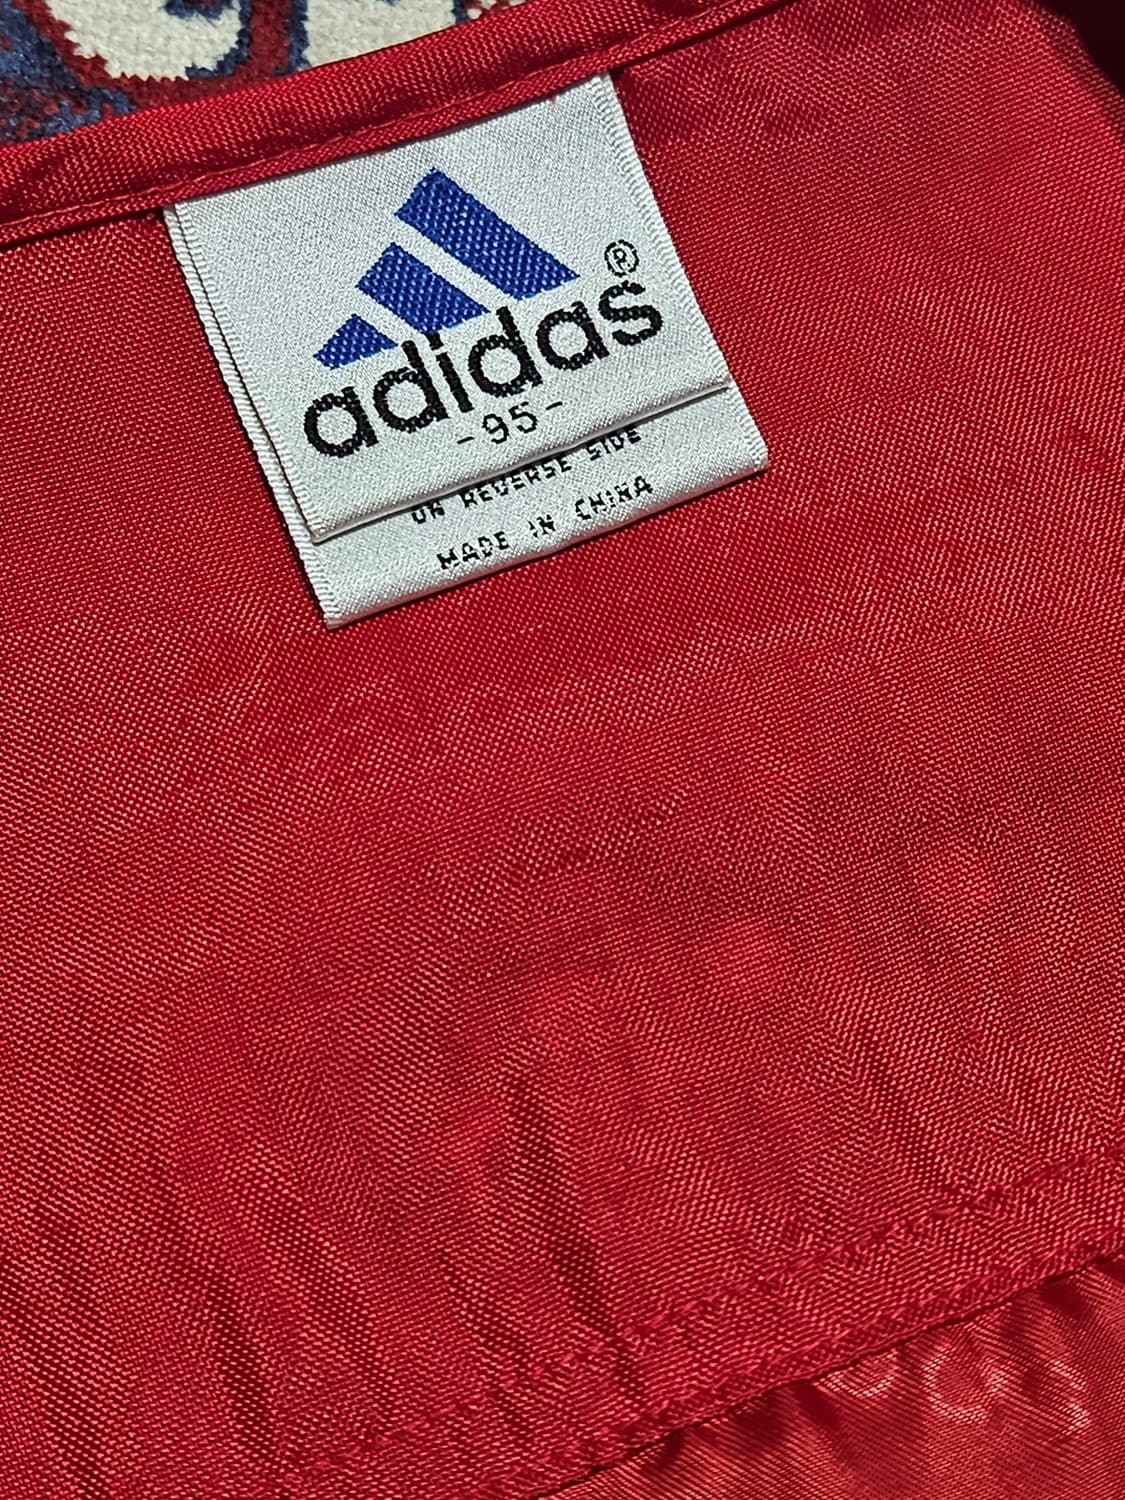 adidas®
-95-
ON REVERSE SIDE
MADE IN CHINA